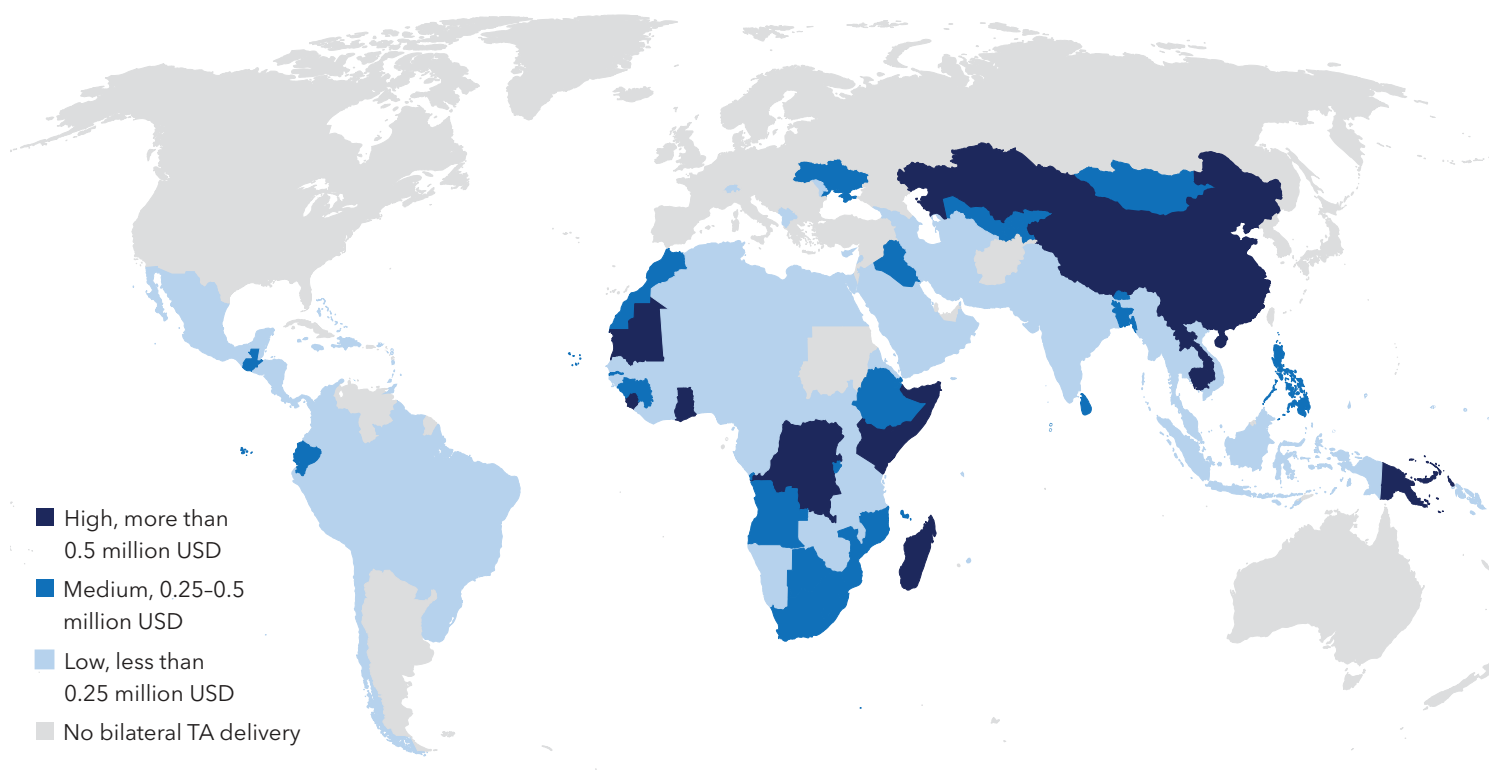 High, more than
0.5 million USD
Medium, 0.25–0.5
million USD
Low, less than
0.25 million USD
No bilateral TA delivery